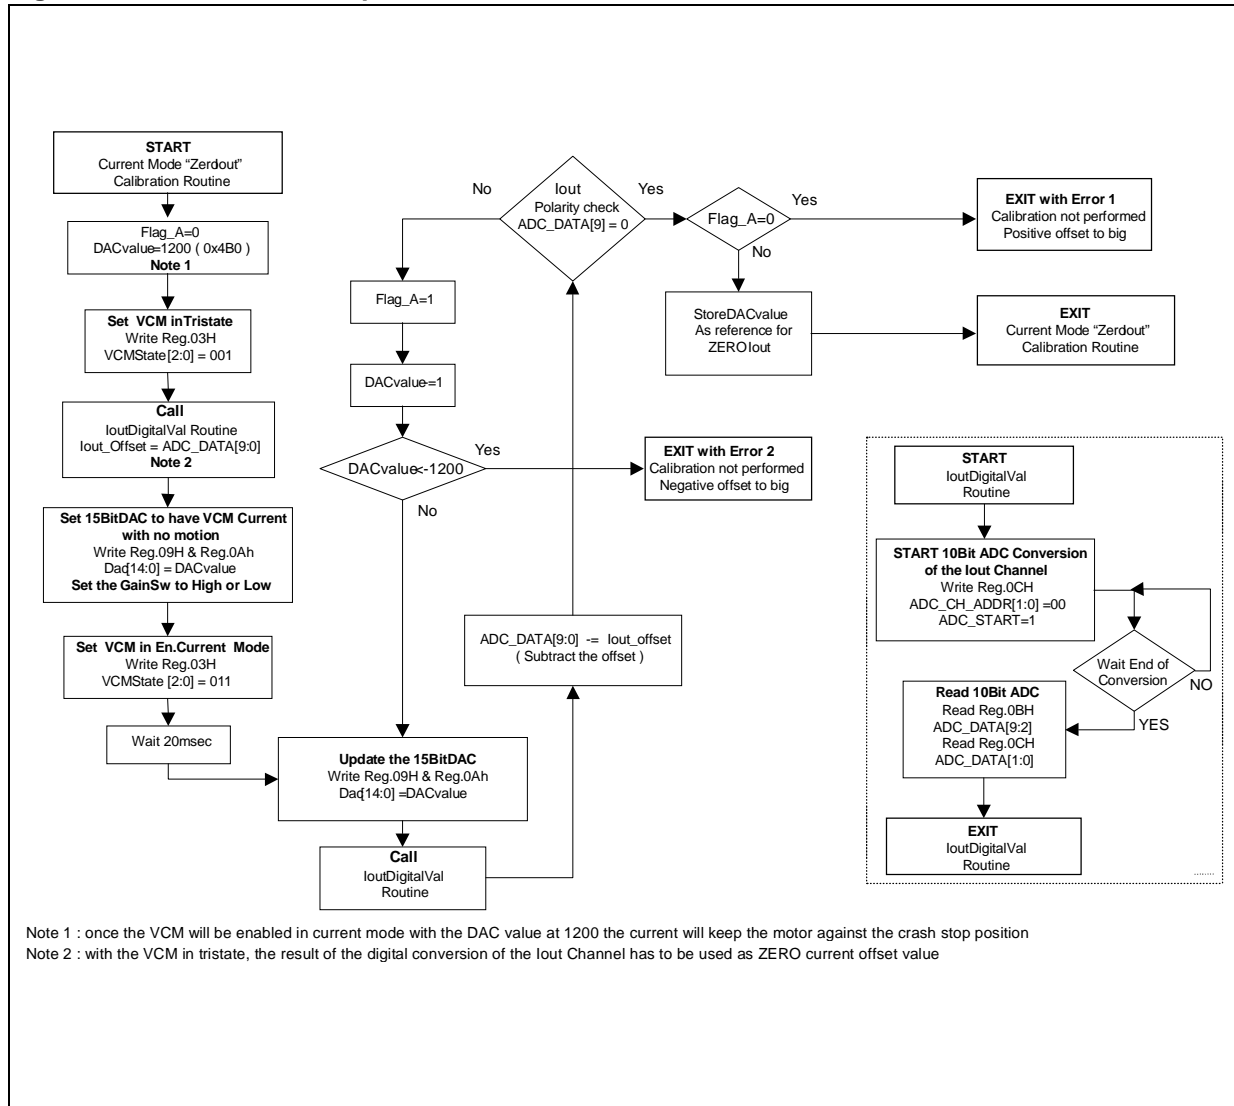 START
Current Mode “Zerdout”
Calibration Routine
Flag_A=0
DACvalue=1200 ( 0x4B0 )
Note 1
Set VCM inTristate
Write Reg.03H
VCMState[2:0] = 001
Call
IoutDigitalVal Routine
Iout_Offset = ADC_DATA[9:0]
Note 2
Set 15BitDAC to have VCM Current
with no motion
Write Reg.09H & Reg.0Ah
Daq[14:0] = DACvalue
Set the GainSw to High or Low
Set VCM in En.Current Mode
Write Reg.03H
VCMState [2:0] = 011
Wait 20msec
No
Iout
Polarity check
ADC_DATA[9] = 0
Yes
Flag_A=1
DACvalue-=1
DACvalue<-1200
Yes
No
Update the 15BitDAC
Write Reg.09H & Reg.0Ah
Daq[14:0] =DACvalue
Call
IoutDigitalVal
Routine
ADC_DATA[9:0] -= Iout_offset
( Subtract the offset )
Flag_A=0
Yes
No
EXIT with Error 1
Calibration not performed
Positive offset to big
StoreDACvalue
As reference for
ZERO Iout
EXIT
Current Mode “Zerdout”
Calibration Routine
EXIT with Error 2
Calibration not performed
Negative offset to big
START
IoutDigitalVal
Routine
START 10Bit ADC Conversion
of the Iout Channel
Write Reg.0CH
ADC_CH_ADDR[1:0] =00
ADC_START=1
Wait End of
Conversion
NO
YES
Read 10Bit ADC
Read Reg.0BH
ADC_DATA[9:2]
Read Reg.0CH
ADC_DATA[1:0]
EXIT
IoutDigitalVal
Routine
Note 1 : once the VCM will be enabled in current mode with the DAC value at 1200 the current will keep the motor against the crash stop position
Note 2 : with the VCM in tristate, the result of the digital conversion of the Iout Channel has to be used as ZERO current offset value